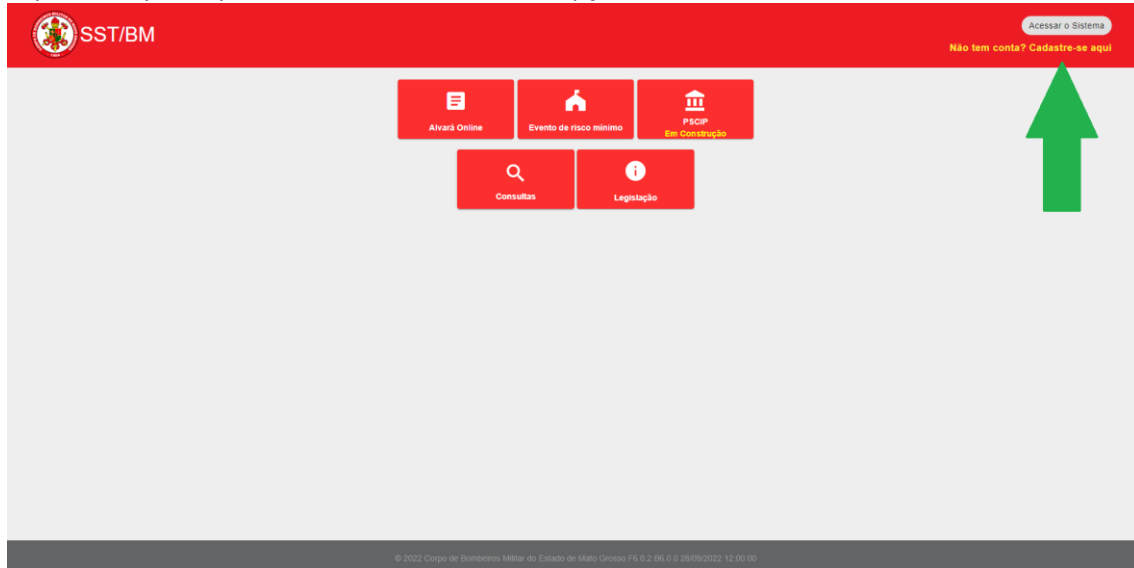 SST/BM
Acessar o Sistema
Não tem conta? Cadastre-se aqui
Alvará Online
Evento de risco mínimo
PSCIP
Em Construção
Consultas
Legislação
© 2022 Corpo de Bombeiros Militar do Estado de Mato Grosso F6.0.2 B6.0.0 28/09/2022 12:00:00